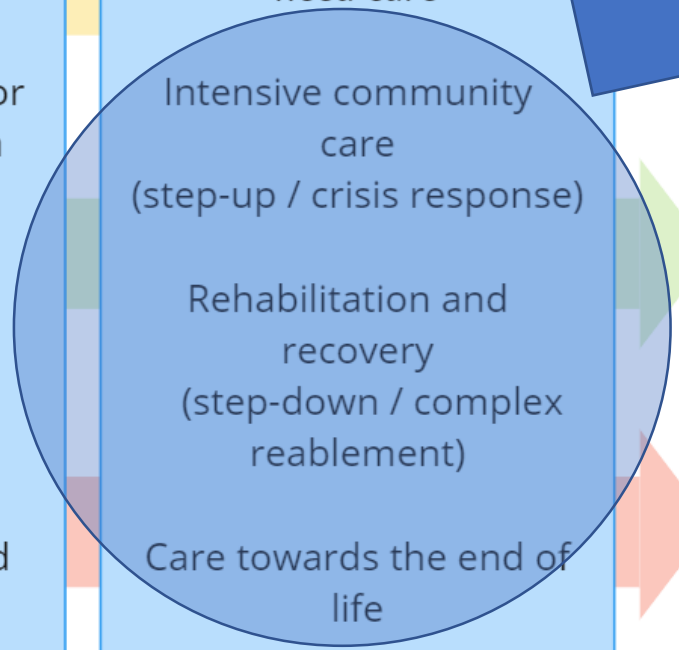 Intensive community
care
(step-up / crisis response)
Rehabilitation and
recovery
(step-down / complex
reablement)
Care towards the end of
life